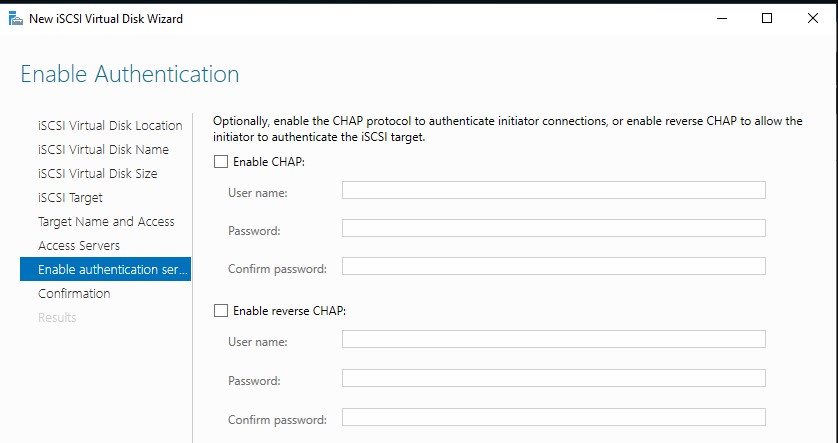 New iSCSI Virtual Disk Wizard
Enable Authentication
iSCSI Virtual Disk Location
iSCSI Virtual Disk Name
iSCSI Virtual Disk Size
iSCSI Target
Target Name and Access
Access Servers
Enable authentication ser...
Confirmation
Results
Optionally, enable the CHAP protocol to authenticate initiator connections, or enable reverse CHAP to allow the
initiator to authenticate the iSCSI target.
Enable CHAP:
User name:
Password:
Confirm password:
Enable reverse CHAP:
User name:
Password:
Confirm password: